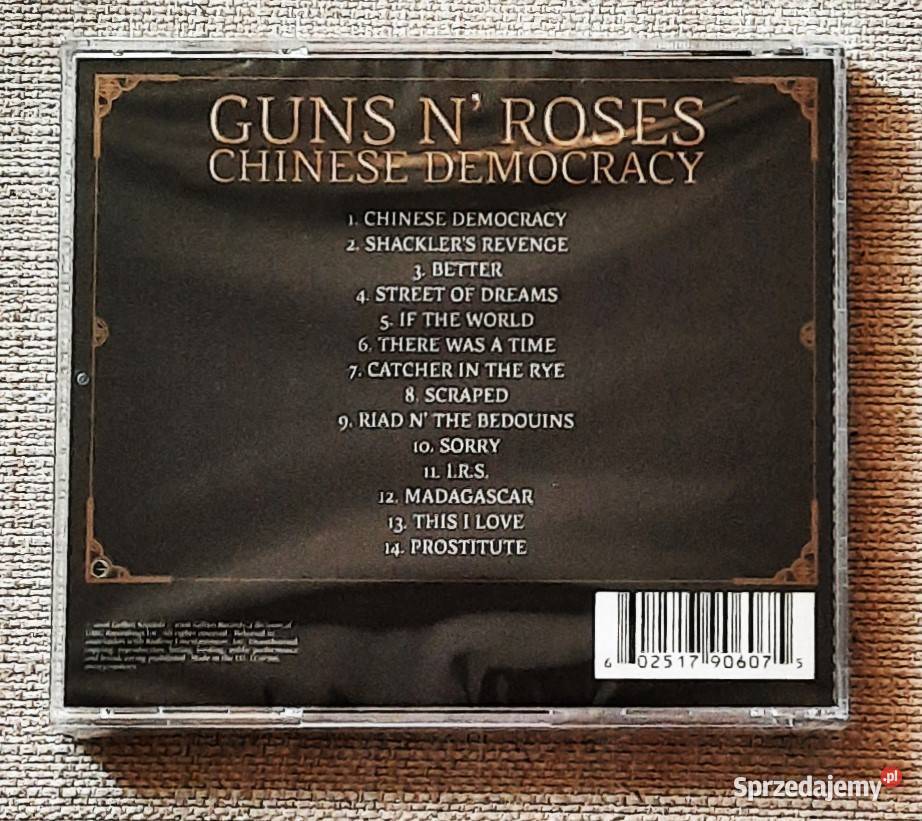 GUNS N' ROSES
CHINESE DEMOCRACY
1. CHINESE DEMOCRACY
2. SHACKLER'S REVENGE
3. BETTER
4. STREET OF DREAMS
5. IF THE WORLD
6. THERE WAS A TIME
7. CATCHER IN THE RYE
8. SCRAPED
9. RIAD N' THE BEDOUINS
10. SORRY
11. I.R.S.
12. MADAGASCAR
13. THIS I LOVE
14. PROSTITUTE
6 02517 90607 5
Sprzedajemy.pl